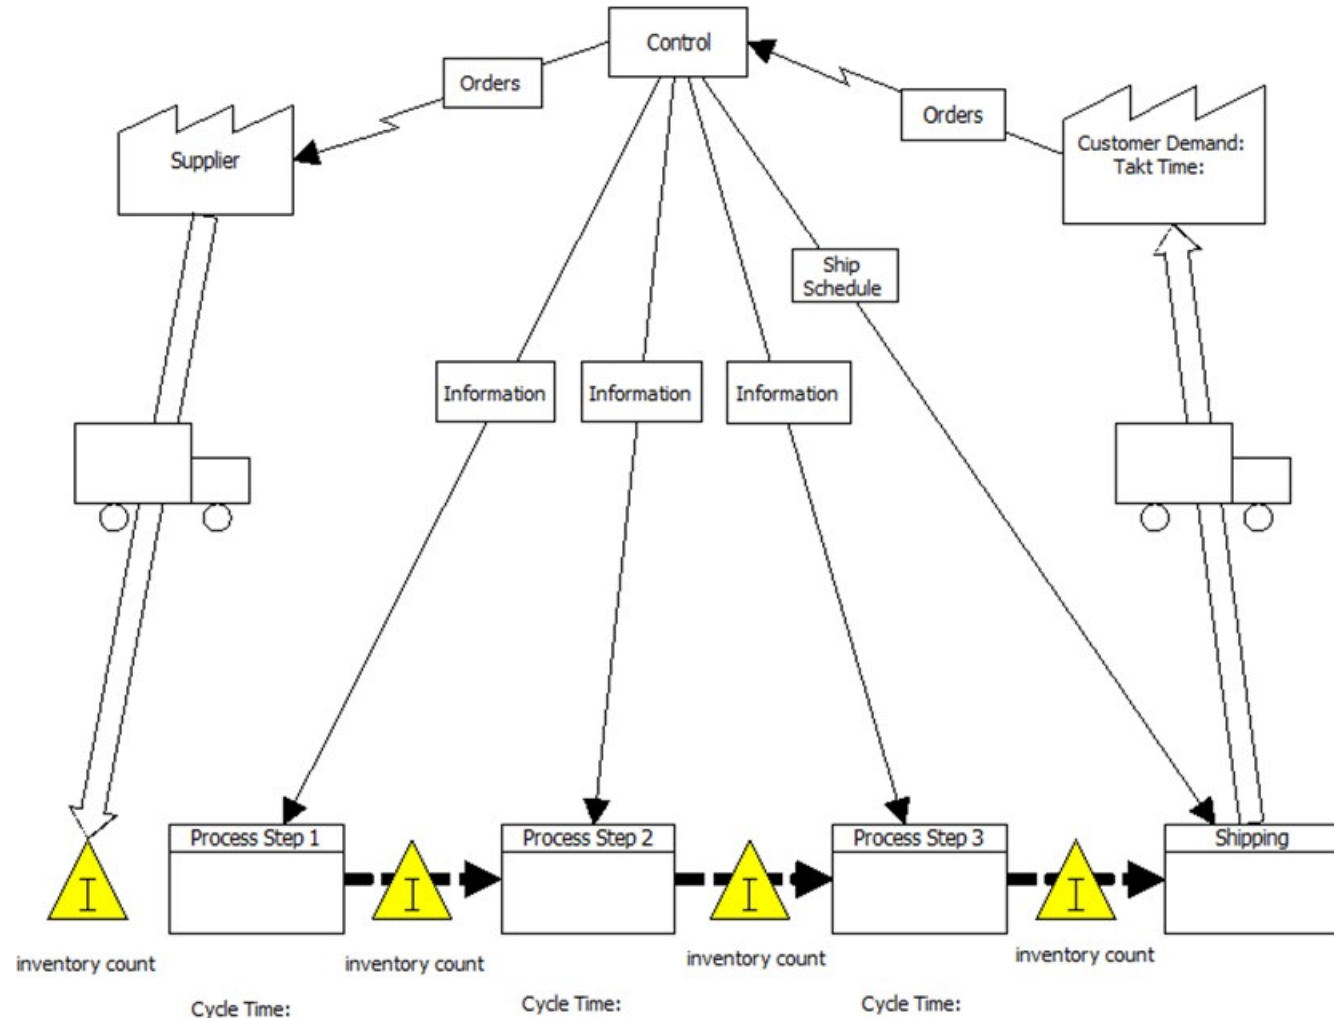 Control
Orders
Orders
Supplier
Customer Demand:
Takt Time:
Ship
Schedule
Information
Information
Information
Process Step 1
Process Step 2
Process Step 3
Shipping
I
I
I
I
inventory count
inventory count
inventory count
inventory count
Cycle Time:
Cycle Time:
Cycle Time: